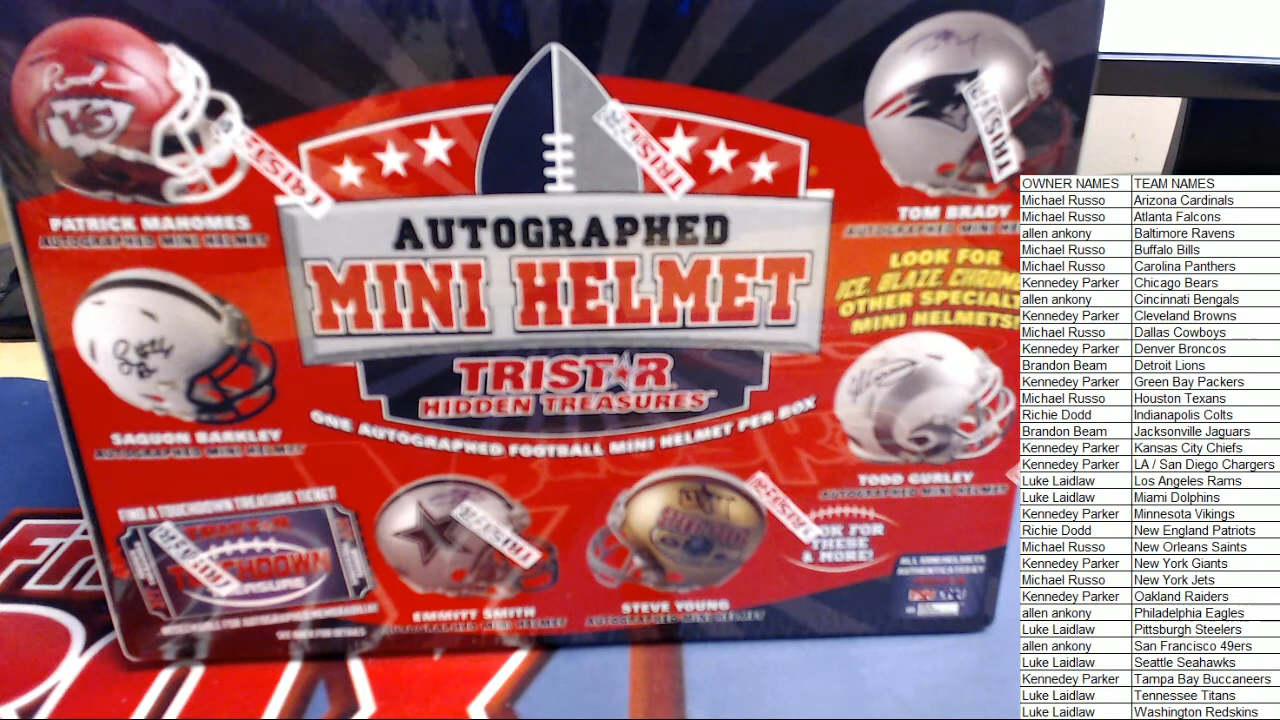 PATRICK MAHOMES
AUTOGRAPHED MINI HELMET
TOM BRADY
AUTOGRAPHED MINI HE
AUTOGRAPHED
MINI HELMET
TRISTAR
HIDDEN TREASURES
ONE AUTOGRAPHED FOOTBALL MINI HELMET PER BOX
LOOK FOR
ICE, BLAZE, CHROME
OTHER SPECIALT
MINI HELMETS
SAQUON BARKLEY
AUTOGRAPHED MINI HELMET
TODD GURLEY
AUTOGRAPHED MINI HELMET
FIND A TOUCHDOWN TREASURE TICKET
TOUCHDOWN
EMMITT SMITH
AUTOGRAPHED MINI HELMET
STEVE YOUNG
AUTOGRAPHED MINI HELMET
LOOK FOR
THESE
& MORE!
TRISTAR
TRISTAR
TRISTAR
TRISTAR
TRISTAR
OWNER NAMES TEAM NAMES
Michael Russo Arizona Cardinals
Michael Russo Atlanta Falcons
allen ankony Baltimore Ravens
Michael Russo Buffalo Bills
Michael Russo Carolina Panthers
Kennedey Parker Chicago Bears
allen ankony Cincinnati Bengals
Kennedey Parker Cleveland Browns
Michael Russo Dallas Cowboys
Kennedey Parker Denver Broncos
Brandon Beam Detroit Lions
Kennedey Parker Green Bay Packers
Michael Russo Houston Texans
Richie Dodd Indianapolis Colts
Brandon Beam Jacksonville Jaguars
Kennedey Parker Kansas City Chiefs
Kennedey Parker LA / San Diego Chargers
Luke Laidlaw Los Angeles Rams
Luke Laidlaw Miami Dolphins
Kennedey Parker Minnesota Vikings
Richie Dodd New England Patriots
Michael Russo New Orleans Saints
Kennedey Parker New York Giants
Michael Russo New York Jets
Kennedey Parker Oakland Raiders
allen ankony Philadelphia Eagles
Luke Laidlaw Pittsburgh Steelers
allen ankony San Francisco 49ers
Luke Laidlaw Seattle Seahawks
Kennedey Parker Tampa Bay Buccaneers
Luke Laidlaw Tennessee Titans
Luke Laidlaw Washington Redskins